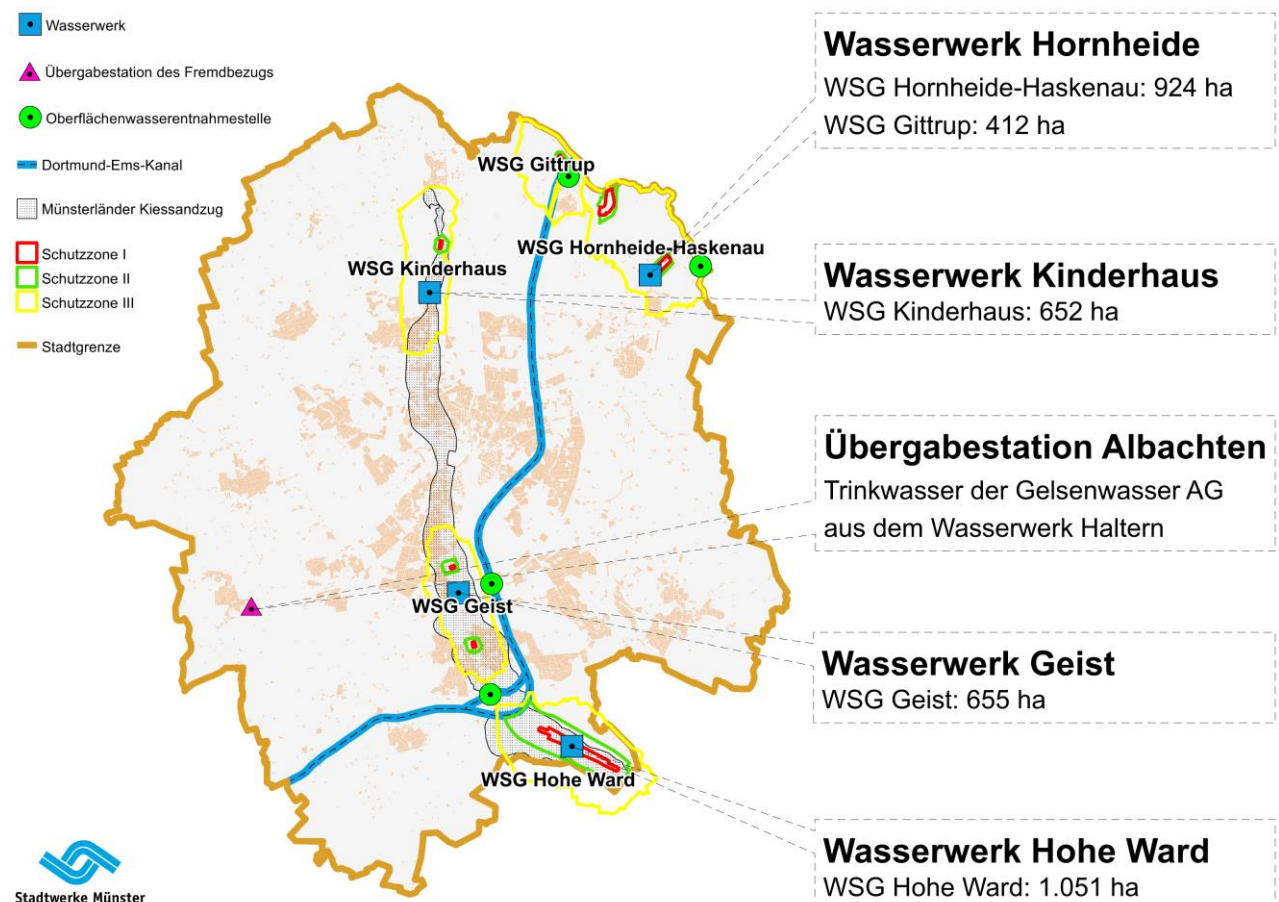 Wasserwerk
Übergabestation des Fremdbezugs
Oberflächenwasserentnahmestelle
Dortmund-Ems-Kanal
Münsterländer Kiessandzug
Schutzzone I
Schutzzone II
Schutzzone III
Stadtgrenze
WSG Gittrup
WSG Hornheide-Haskenau
WSG Kinderhaus
WSG Geist
WSG Hohe Ward
Wasserwerk Hornheide
WSG Hornheide-Haskenau: 924 ha
WSG Gittrup: 412 ha
Wasserwerk Kinderhaus
WSG Kinderhaus: 652 ha
Übergabestation Albachten
Trinkwasser der Gelsenwasser AG
aus dem Wasserwerk Haltern
Wasserwerk Geist
WSG Geist: 655 ha
Wasserwerk Hohe Ward
WSG Hohe Ward: 1.051 ha
Stadtwerke Münster